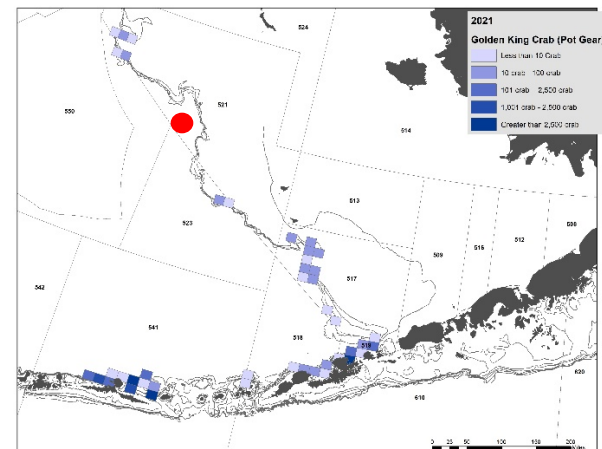 2021
Golden King Crab (Pot Gear)
Less than 10 Crab
10 crab - 100 crab
101 crab - 2,500 crab
1,001 crab - 2,500 crab
Greater than 2,500 crab
524
550
521
514
513
523
508
512
516
509
517
542
541
518
519
620
610
0 25 50 100 150 200